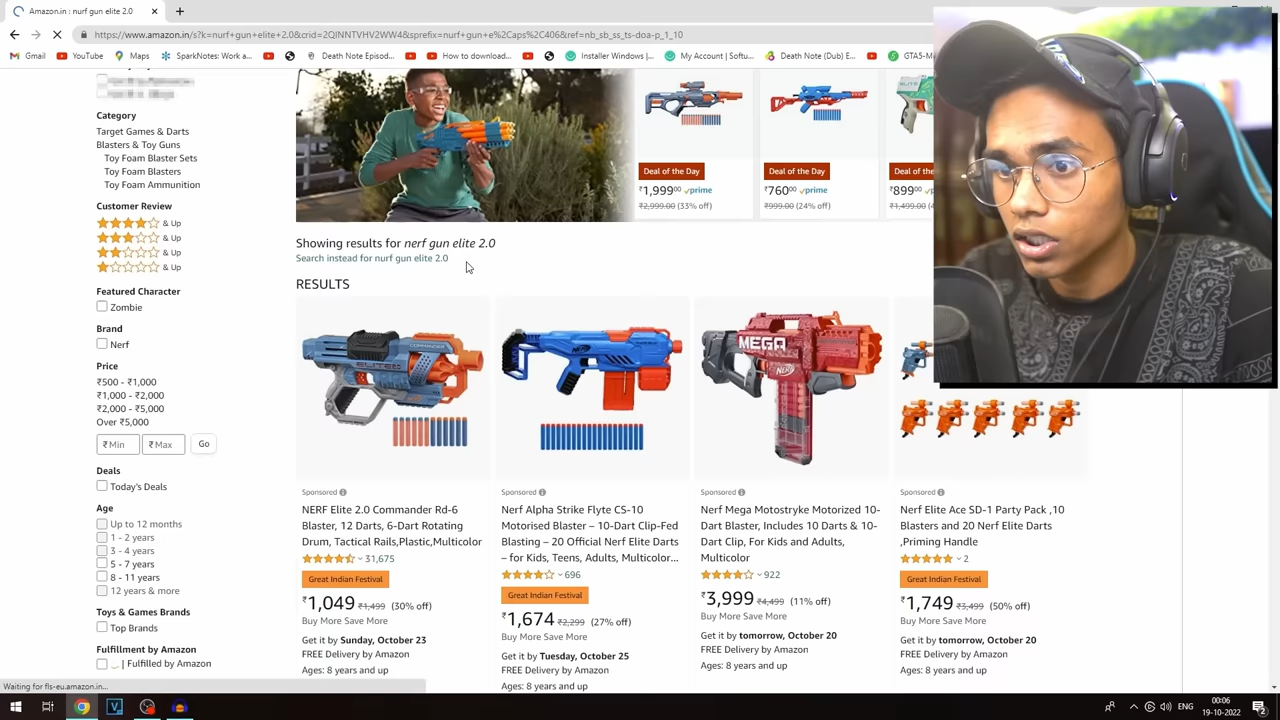 Amazon.in : nurf gun elite 2.0
https://www.amazon.in/s?k=nurf+gun+elite+2.0&crid=2QINNTVHV2WW4&sprefix=nurf+gun+e%2Caps%2C406&ref=nb_sb_ss_ts-doa-p_1_10
Gmail YouTube Maps SparkNotes: Work a... Death Note Episod... How to download... Installer Windows |... My Account | Softu... Death Note (Dub) E... GTA5-M
Category
Target Games & Darts
Blasters & Toy Guns
Toy Foam Blaster Sets
Toy Foam Blasters
Toy Foam Ammunition
Customer Review
& Up
& Up
& Up
& Up
Featured Character
Zombie
Brand
Nerf
Price
₹500 - ₹1,000
₹1,000 - ₹2,000
₹2,000 - ₹5,000
Over ₹5,000
₹ Min ₹ Max Go
Deals
Today's Deals
Age
Up to 12 months
1 - 2 years
3 - 4 years
5 - 7 years
8 - 11 years
12 years & more
Toys & Games Brands
Top Brands
Fulfillment by Amazon
| Fulfilled by Amazon
Deal of the Day Deal of the Day Deal of the
₹1,999⁰⁰ prime ₹760⁰⁰ prime ₹899⁰⁰
₹2,999.00 (33% off) ₹999.00 (24% off) ₹1,499.00 (4
Showing results for nerf gun elite 2.0
Search instead for nurf gun elite 2.0
RESULTS
COMMANDER
ELITE
MEGA
NERF
Sponsored
NERF Elite 2.0 Commander Rd-6
Blaster, 12 Darts, 6-Dart Rotating
Drum, Tactical Rails,Plastic,Multicolor
31,675
Great Indian Festival
₹1,049 ₹1,499 (30% off)
Buy More Save More
Get it by Sunday, October 23
FREE Delivery by Amazon
Ages: 8 years and up
Sponsored
Nerf Alpha Strike Flyte CS-10
Motorised Blaster – 10-Dart Clip-Fed
Blasting – 20 Official Nerf Elite Darts
– for Kids, Teens, Adults, Multicolor...
696
Great Indian Festival
₹1,674 ₹2,299 (27% off)
Buy More Save More
Get it by Tuesday, October 25
FREE Delivery by Amazon
Ages: 8 years and up
Sponsored
Nerf Mega Motostryke Motorized 10-
Dart Blaster, Includes 10 Darts & 10-
Dart Clip, For Kids and Adults,
Multicolor
922
₹3,999 ₹4,499 (11% off)
Buy More Save More
Get it by tomorrow, October 20
FREE Delivery by Amazon
Ages: 8 years and up
Sponsored
Nerf Elite Ace SD-1 Party Pack ,10
Blasters and 20 Nerf Elite Darts
,Priming Handle
2
Great Indian Festival
₹1,749 ₹3,499 (50% off)
Buy More Save More
Get it by tomorrow, October 20
FREE Delivery by Amazon
Ages: 8 years and up
Waiting for fls-eu.amazon.in...
ENG
00:06
19-10-2022
2